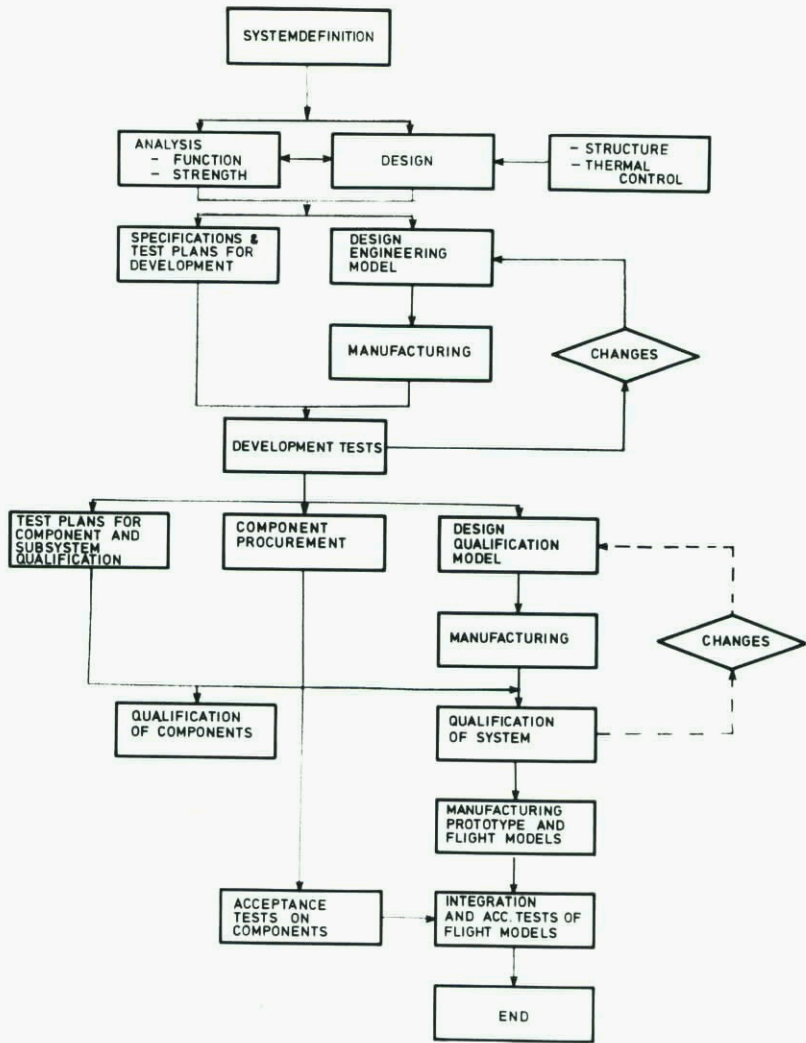 SYSTEMDEFINITION
ANALYSIS
- FUNCTION
- STRENGTH
DESIGN
- STRUCTURE
- THERMAL
CONTROL
SPECIFICATIONS &
TEST PLANS FOR
DEVELOPMENT
DESIGN
ENGINEERING
MODEL
MANUFACTURING
CHANGES
DEVELOPMENT TESTS
TEST PLANS FOR
COMPONENT AND
SUBSYSTEM
QUALIFICATION
COMPONENT
PROCUREMENT
DESIGN
QUALIFICATION
MODEL
MANUFACTURING
CHANGES
QUALIFICATION
OF COMPONENTS
QUALIFICATION
OF SYSTEM
MANUFACTURING
PROTOTYPE AND
FLIGHT MODELS
ACCEPTANCE
TESTS ON
COMPONENTS
INTEGRATION
AND ACC. TESTS OF
FLIGHT MODELS
END